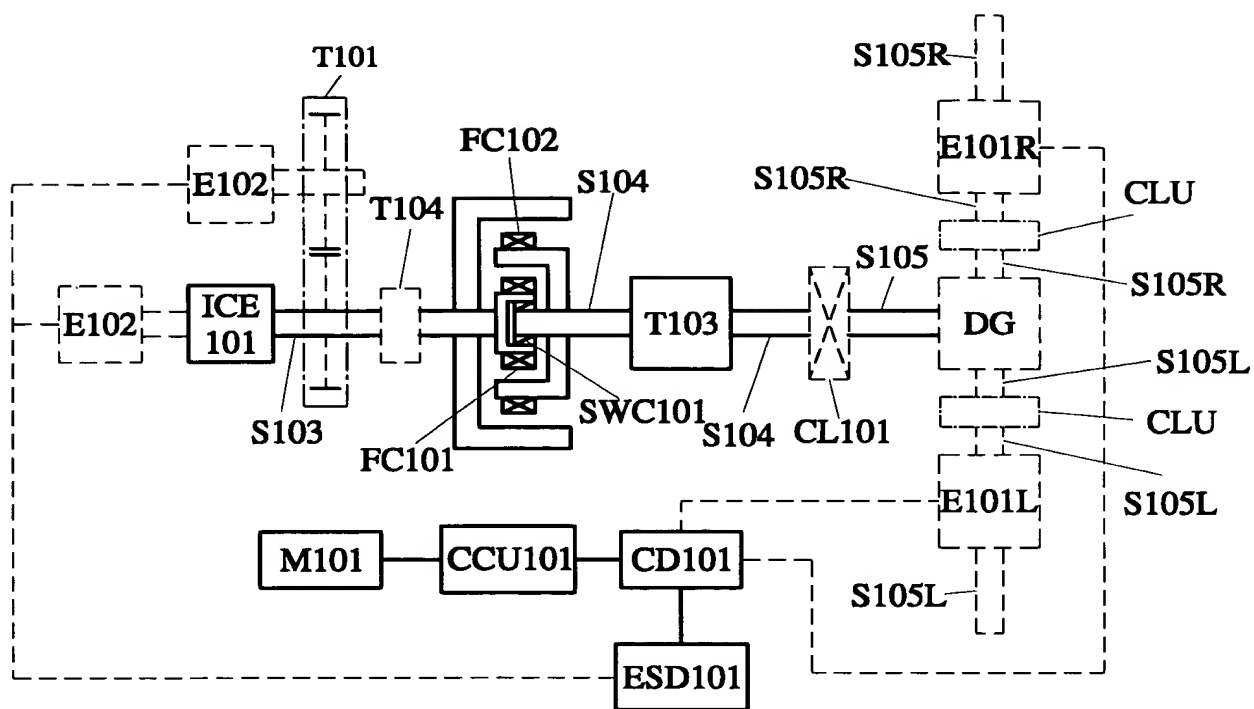 T101
S105R
FC102
E101R
S104
E102
S105R
CLU
T104
S105
ICE
101
S105R
E102
T103
DG
S105L
SWC101
S103
S104
CL101
CLU
FC101
E101L
S105L
M101
CCU101
CD101
S105L
ESD101